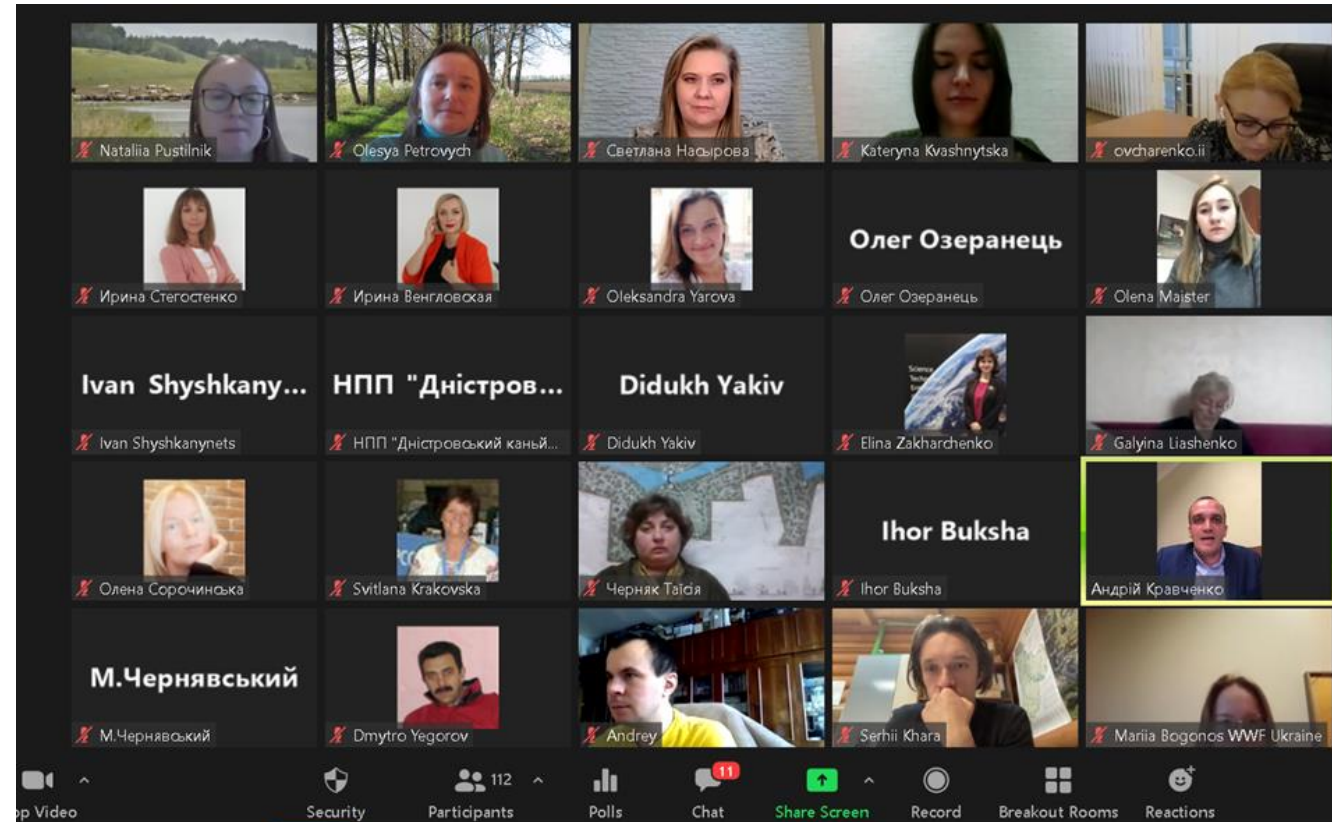 Nataliia Pustilnik
Olesya Petrovych
Светлана Насырова
Kateryna Kvashnytska
ovcharenko.ii
Ирина Стегостенко
Ирина Венгловская
Oleksandra Yarova
Олег Озеранець
Олег Озеранець
Olena Maister
Ivan Shyshkany...
Ivan Shyshkanynets
НПП "Дністров...
НПП "Дністровський каньй...
Didukh Yakiv
Didukh Yakiv
Science
Elina Zakharchenko
Galyina Liashenko
Олена Сорочинська
Svitlana Krakovska
Черняк Таїсія
Ihor Buksha
Ihor Buksha
Андрій Кравченко
М.Чернявський
М.Чернявський
Dmytro Yegorov
Andrey
Serhii Khara
Mariia Bogonos WWF Ukraine
op Video
Security
112
Participants
Polls
11
Chat
Share Screen
Record
Breakout Rooms
Reactions